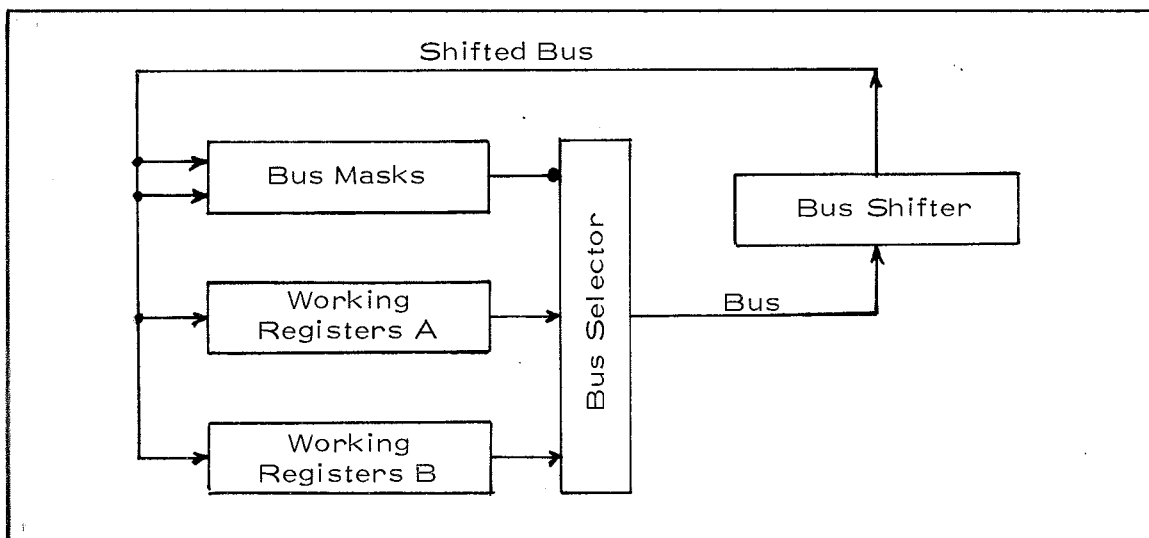 Shifted Bus
Bus Masks
Bus Shifter
Working
Registers A
Bus Selector
Bus
Working
Registers B